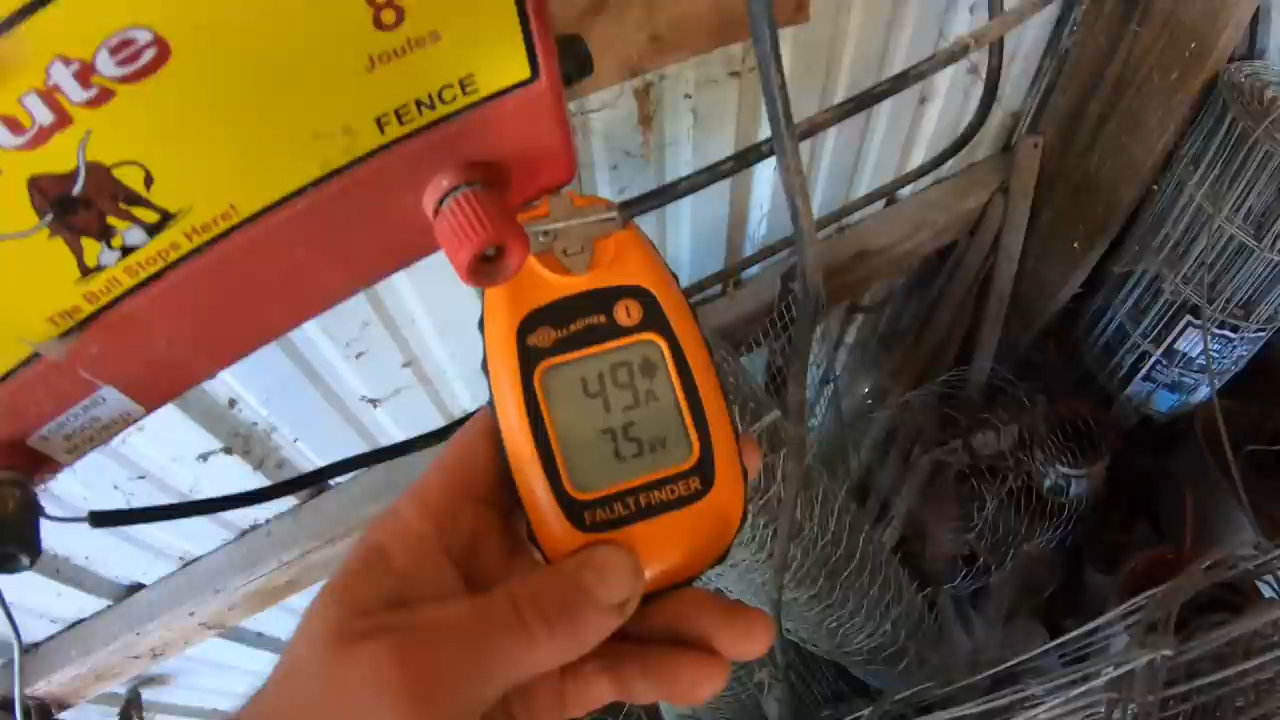 ute
8
Joules
FENCE
The Bull Stops Here!
GALLAGHER
49 A
7.5 kV
FAULT FINDER